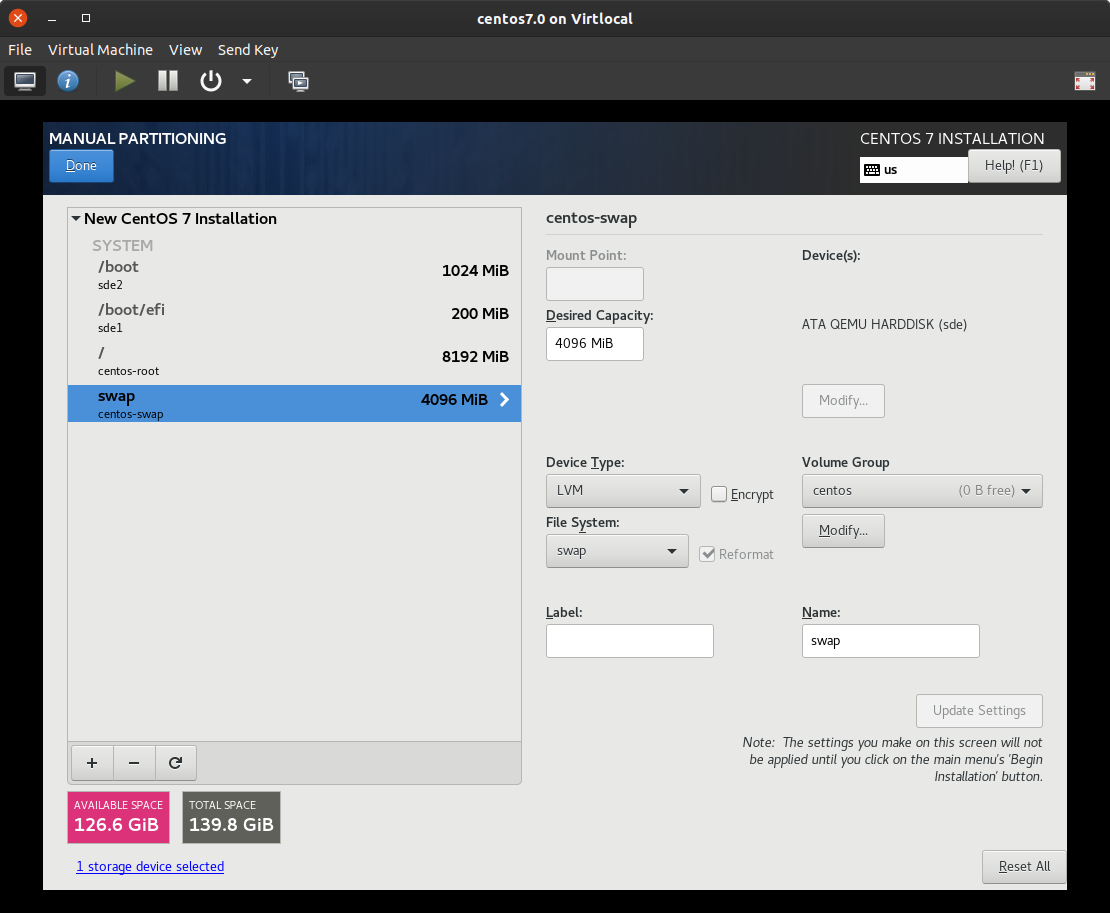 centos7.0 on Virtlocal
File Virtual Machine View Send Key
MANUAL PARTITIONING
CENTOS 7 INSTALLATION
Done
us
Help! (F1)
New CentOS 7 Installation
SYSTEM
/boot
1024 MiB
sde2
/boot/efi
200 MiB
sde1
/
8192 MiB
centos-root
swap
4096 MiB
centos-swap
centos-swap
Mount Point:
Device(s):
Desired Capacity:
4096 MiB
ATA QEMU HARDDISK (sde)
Modify...
Device Type:
Volume Group
LVM
Encrypt
centos (0 B free)
File System:
swap
Reformat
Modify...
Label:
Name:
swap
Update Settings
Note: The settings you make on this screen will not
be applied until you click on the main menu's 'Begin
Installation' button.
+ −
AVAILABLE SPACE
126.6 GiB
TOTAL SPACE
139.8 GiB
1 storage device selected
Reset All